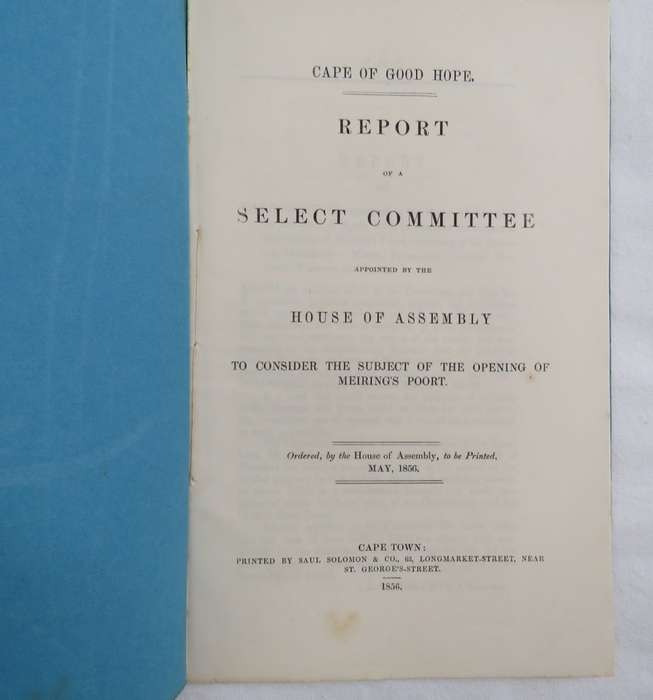 CAPE OF GOOD HOPE.
REPORT
OF A
SELECT COMMITTEE
APPOINTED BY THE
HOUSE OF ASSEMBLY
TO CONSIDER THE SUBJECT OF THE OPENING OF
MEIRING'S POORT.
Ordered, by the House of Assembly, to be Printed,
MAY, 1856.
CAPE TOWN:
PRINTED BY SAUL SOLOMON & CO., 63, LONGMARKET-STREET, NEAR
ST. GEORGE'S-STREET.
1856.